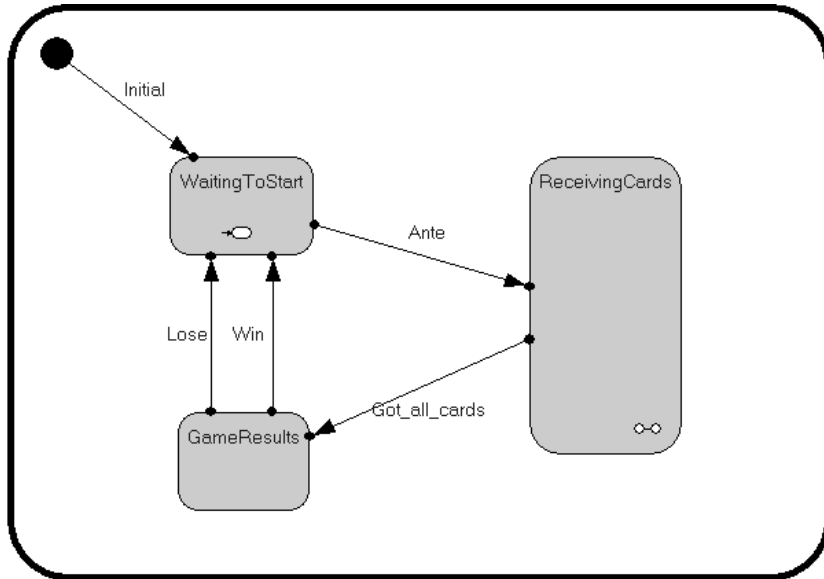 Initial
WaitingToStart
ReceivingCards
Ante
Lose
Win
Got_all_cards
GameResults